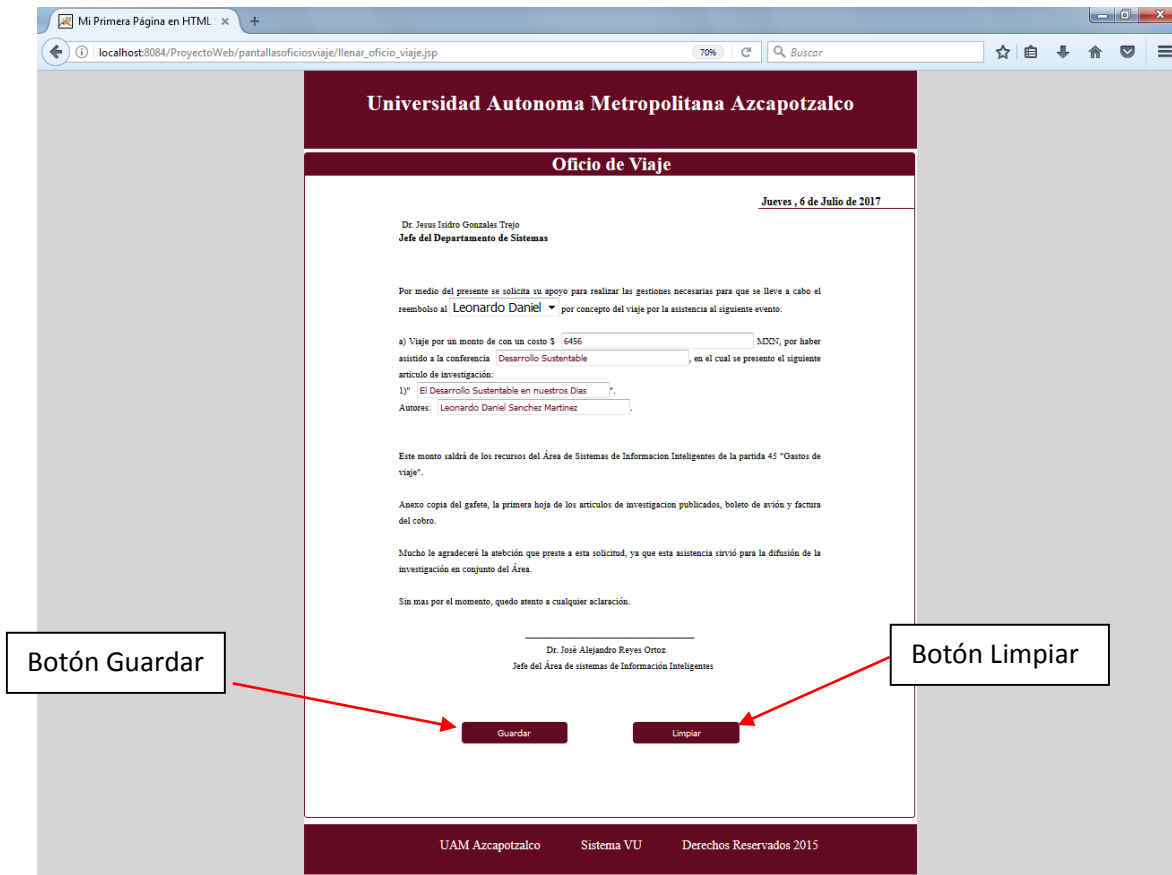 Mi Primera Página en HTML × +
localhost:8084/ProyectoWeb/pantallasoficiosviaje/llenar_oficio_viaje.jsp 70% Buscar
Universidad Autonoma Metropolitana Azcapotzalco
Oficio de Viaje
Jueves , 6 de Julio de 2017
Dr. Jesus Isidro Gonzales Trejo
Jefe del Departamento de Sistemas
Por medio del presente se solicita su apoyo para realizar las gestiones necesarias para que se lleve a cabo el
reembolso al Leonardo Daniel por concepto del viaje por la asistencia al siguiente evento:
a) Viaje por un monto de con un costo $ 6456 MXN, por haber
asistido a la conferencia Desarrollo Sustentable , en el cual se presento el siguiente
articulo de investigación:
1)" El Desarrollo Sustentable en nuestros Dias ".
Autores: Leonardo Daniel Sanchez Martinez .
Este monto saldrá de los recursos del Área de Sistemas de Informacion Inteligentes de la partida 45 "Gastos de
viaje".
Anexo copia del gafete, la primera hoja de los articulos de investigacion publicados, boleto de avión y factura
del cobro.
Mucho le agradeceré la atebción que preste a esta solicitud, ya que esta asistencia sirvió para la difusión de la
investigación en conjunto del Área.
Sin mas por el momento, quedo atento a cualquier aclaración.
Dr. José Alejandro Reyes Ortoz
Jefe del Área de sistemas de Información Inteligentes
Botón Guardar
Botón Limpiar
Guardar Limpiar
UAM Azcapotzalco Sistema VU Derechos Reservados 2015